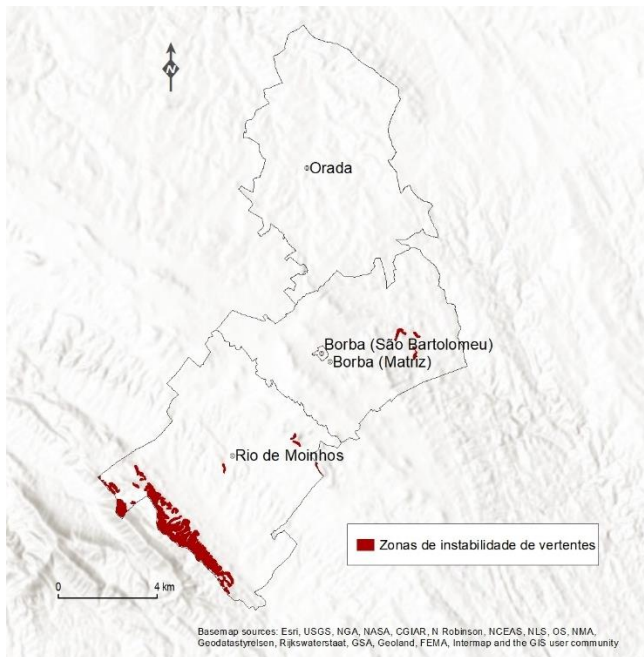 N
Orada
Borba (São Bartolomeu)
Borba (Matriz)
Rio de Moinhos
Zonas de instabilidade de vertentes
0 4 km
Basemap sources: Esri, USGS, NGA, NASA, CGIAR, N Robinson, NCEAS, NLS, OS, NMA,
Geodatastyrelsen, Rijkswaterstaat, GSA, Geoland, FEMA, Intermap and the GIS user community